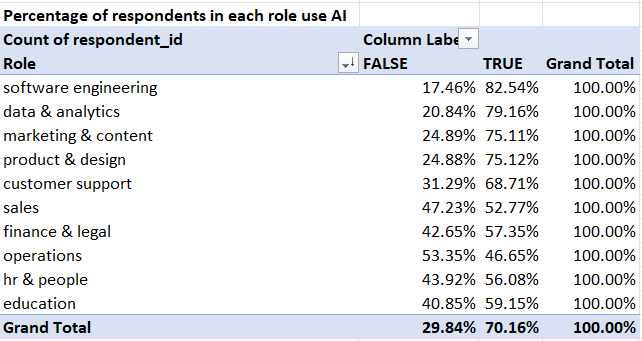 Percentage of respondents in each role use AI
Count of respondent_id Column Labe
Role FALSE TRUE Grand Total
software engineering 17.46% 82.54% 100.00%
data & analytics 20.84% 79.16% 100.00%
marketing & content 24.89% 75.11% 100.00%
product & design 24.88% 75.12% 100.00%
customer support 31.29% 68.71% 100.00%
sales 47.23% 52.77% 100.00%
finance & legal 42.65% 57.35% 100.00%
operations 53.35% 46.65% 100.00%
hr & people 43.92% 56.08% 100.00%
education 40.85% 59.15% 100.00%
Grand Total 29.84% 70.16% 100.00%